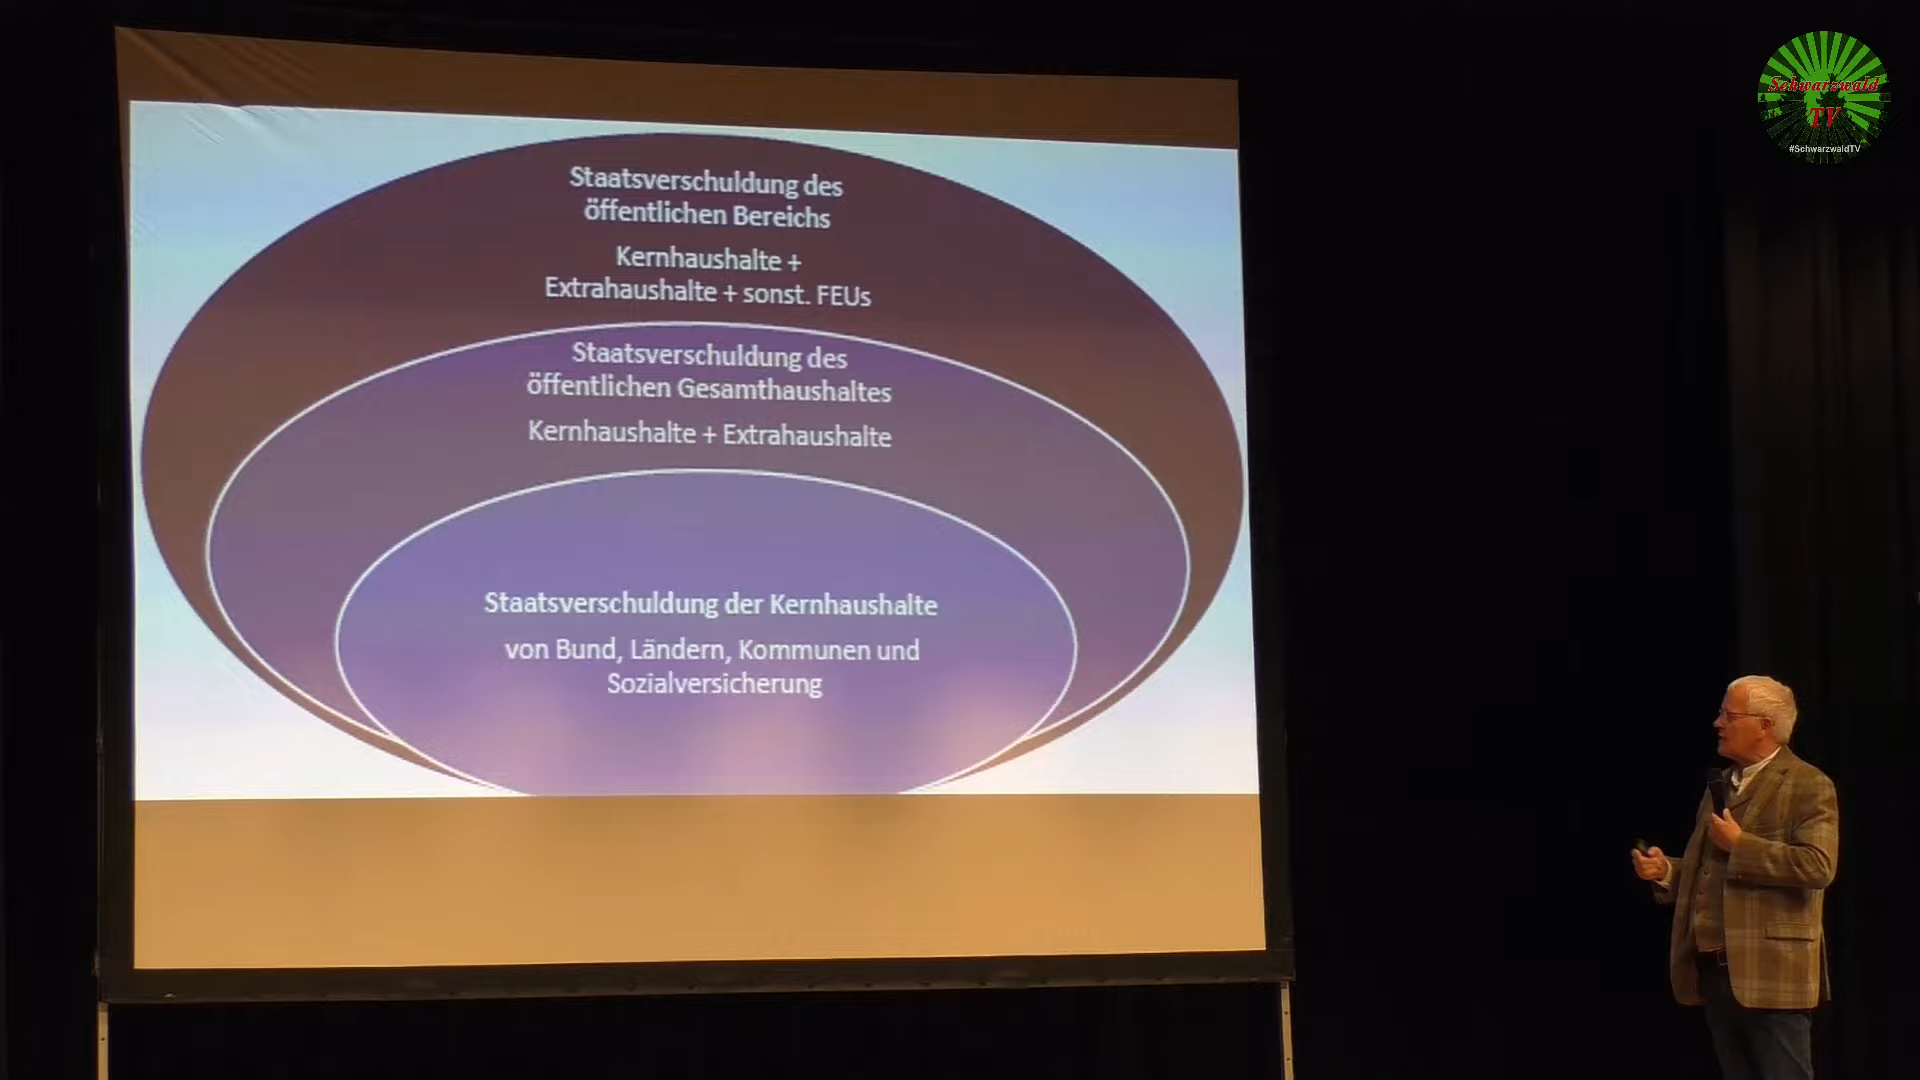 Staatsverschuldung des
öffentlichen Bereichs
Kernhaushalte +
Extrahaushalte + sonst. FEUs
Staatsverschuldung des
öffentlichen Gesamthaushaltes
Kernhaushalte + Extrahaushalte
Staatsverschuldung der Kernhaushalte
von Bund, Ländern, Kommunen und
Sozialversicherung
Schwarzwald
TV
#SchwarzwaldTV